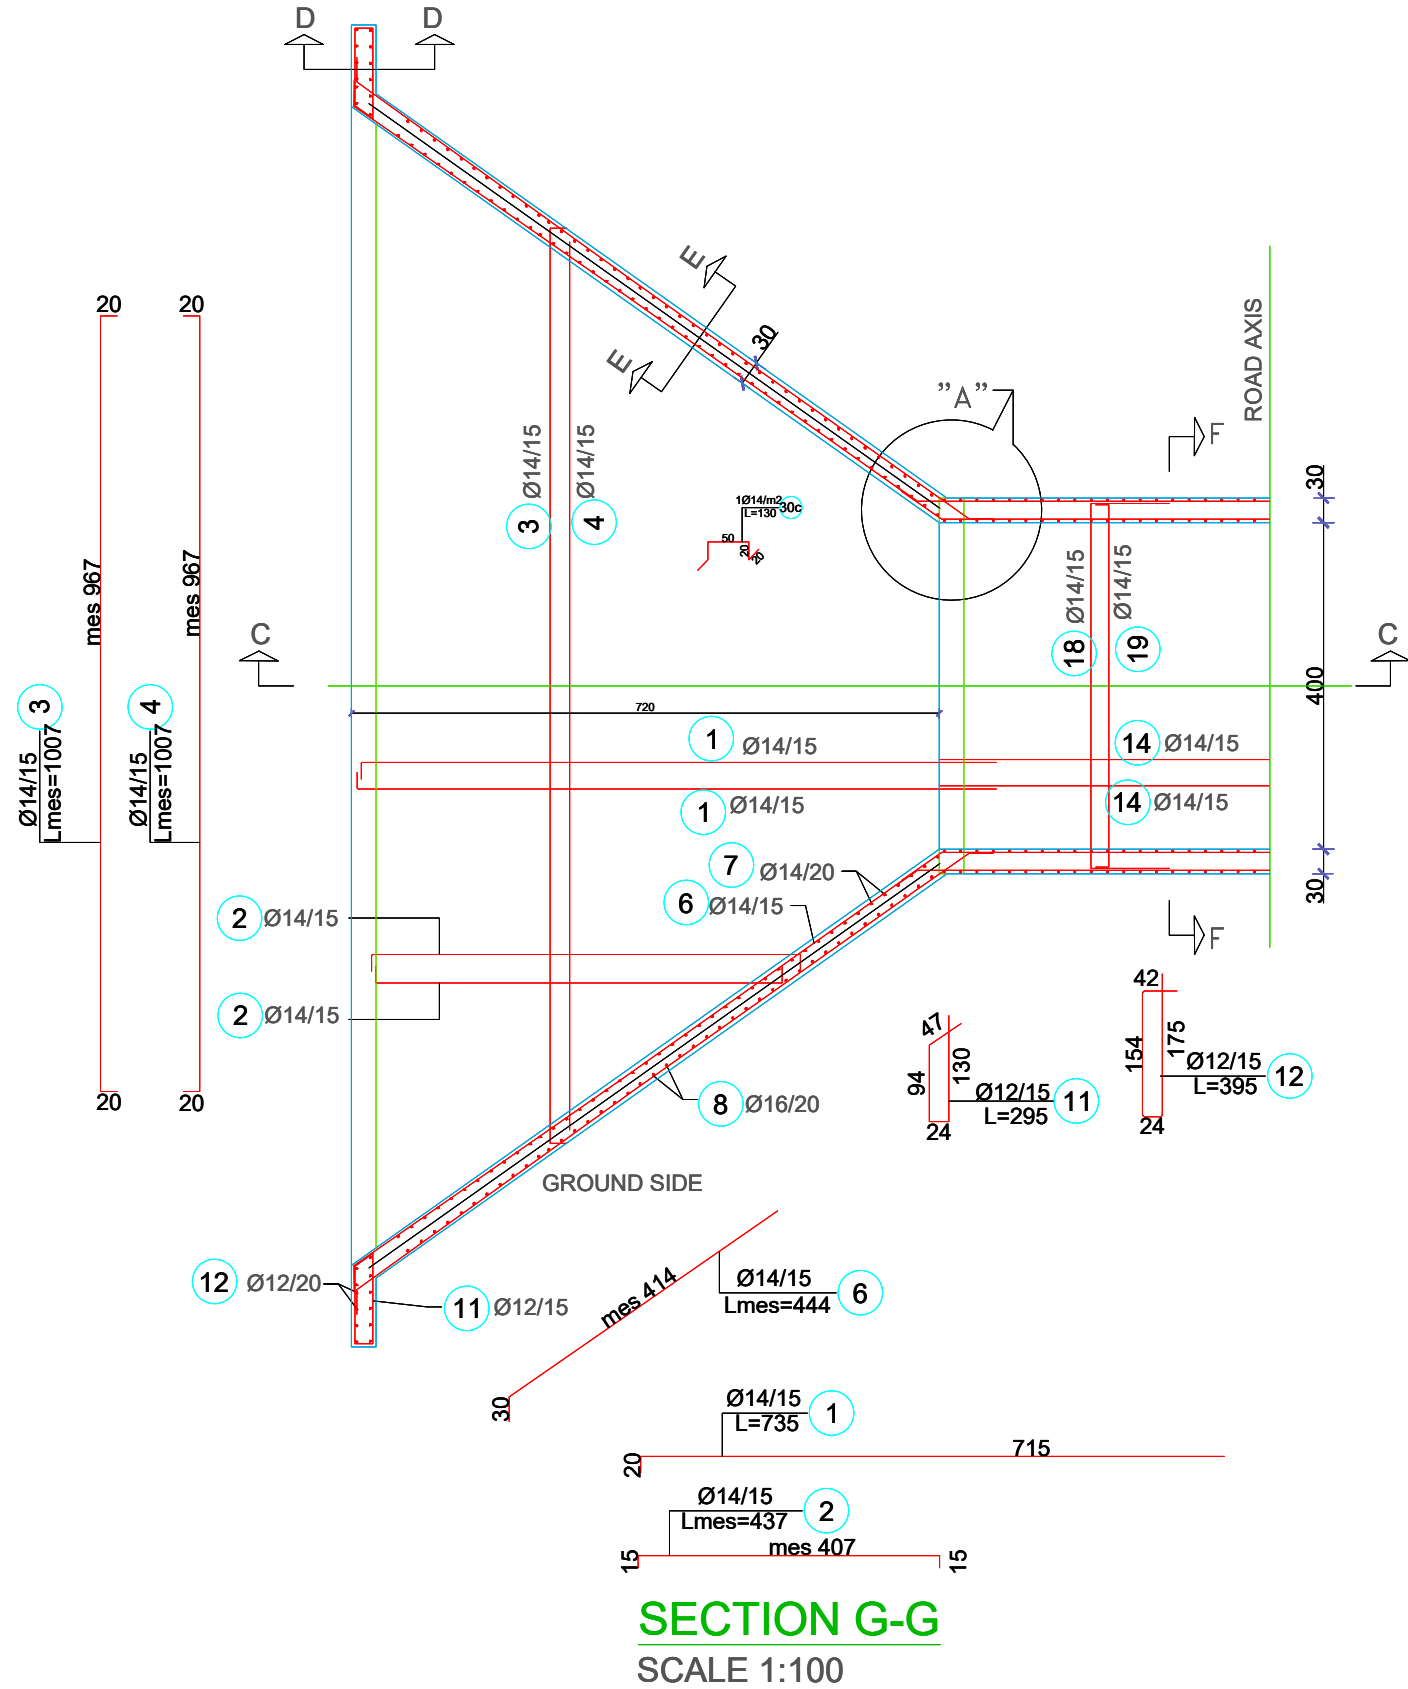 D
D
20
20
E
30
E
"A"
ROAD AXIS
F
30
Ø14/15
3
Ø14/15
4
1Ø14/m2
L=130
30c
50
20
20
mes 967
mes 967
Ø14/15
18
Ø14/15
19
C
C
400
3
Ø14/15
Lmes=1007
4
Ø14/15
Lmes=1007
720
1 Ø14/15
14 Ø14/15
1 Ø14/15
14 Ø14/15
7 Ø14/20
6 Ø14/15
30
2 Ø14/15
F
2 Ø14/15
20
20
47
94
130
24
Ø12/15
L=295
11
42
154
175
24
Ø12/15
L=395
12
8 Ø16/20
GROUND SIDE
12 Ø12/20
11 Ø12/15
mes 414
30
Ø14/15
Lmes=444
6
Ø14/15
L=735
1
20
715
Ø14/15
Lmes=437
2
15
mes 407
15
SECTION G-G
SCALE 1:100